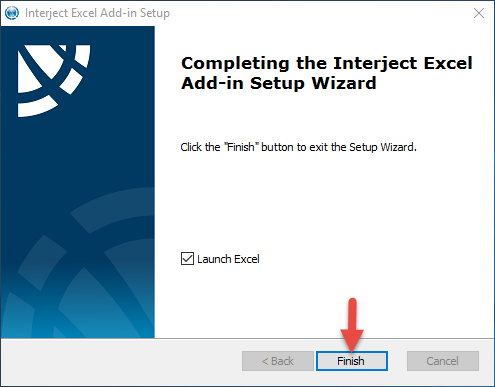 Interject Excel Add-in Setup
Completing the Interject Excel
Add-in Setup Wizard
Click the "Finish" button to exit the Setup Wizard.
Launch Excel
< Back
Finish
Cancel